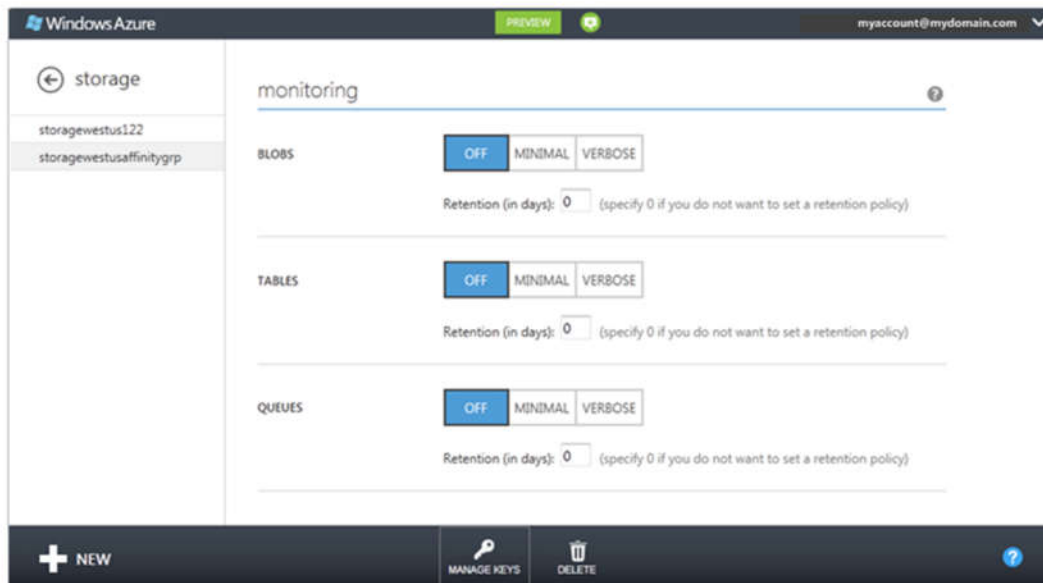 Windows Azure
PREVIEW
myaccount@mydomain.com
storage
storagewestus122
storagewestusaffinitygrp
monitoring
?
BLOBS
OFF MINIMAL VERBOSE
Retention (in days): 0 (specify 0 if you do not want to set a retention policy)
TABLES
OFF MINIMAL VERBOSE
Retention (in days): 0 (specify 0 if you do not want to set a retention policy)
QUEUES
OFF MINIMAL VERBOSE
Retention (in days): 0 (specify 0 if you do not want to set a retention policy)
NEW
MANAGE KEYS
DELETE
?